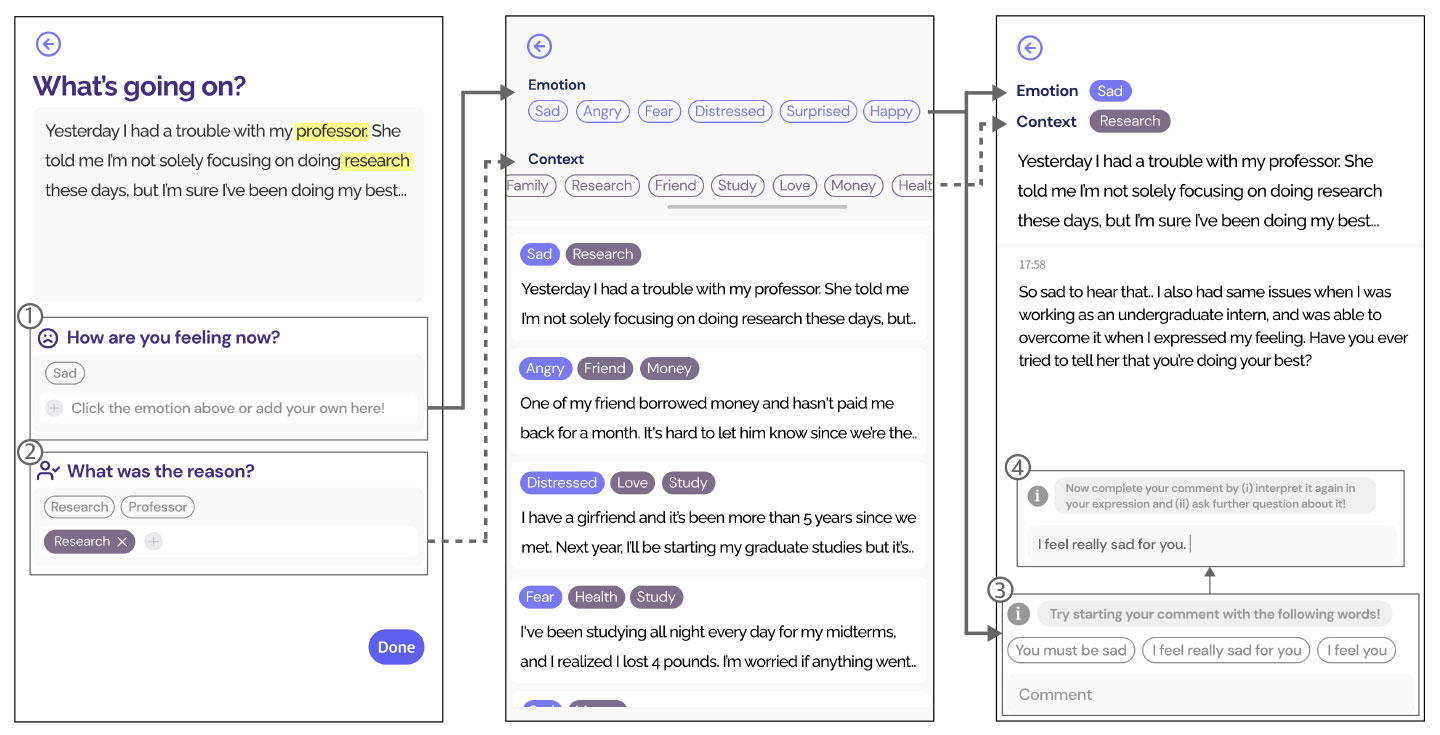 What's going on?
Yesterday I had a trouble with my professor. She
told me I'm not solely focusing on doing research
these days, but I'm sure I've been doing my best...
1
How are you feeling now?
Sad
+ Click the emotion above or add your own here!
2
What was the reason?
Research Professor
Research × +
Done
Emotion
Sad Angry Fear Distressed Surprised Happy
Context
Family Research Friend Study Love Money Healt
Sad Research
Yesterday I had a trouble with my professor. She told me
I'm not solely focusing on doing research these days, but..
Angry Friend Money
One of my friend borrowed money and hasn't paid me
back for a month. It's hard to let him know since we're the..
Distressed Love Study
I have a girlfriend and it's been more than 5 years since we
met. Next year, I'll be starting my graduate studies but it's..
Fear Health Study
I've been studying all night every day for my midterms,
and I realized I lost 4 pounds. I'm worried if anything went..
Emotion Sad
Context Research
Yesterday I had a trouble with my professor. She
told me I'm not solely focusing on doing research
these days, but I'm sure I've been doing my best...
17:58
So sad to hear that.. I also had same issues when I was
working as an undergraduate intern, and was able to
overcome it when I expressed my feeling. Have you ever
tried to tell her that you're doing your best?
4
Now complete your comment by (i) interpret it again in
your expression and (ii) ask further question about it!
I feel really sad for you.
3
Try starting your comment with the following words!
You must be sad I feel really sad for you I feel you
Comment